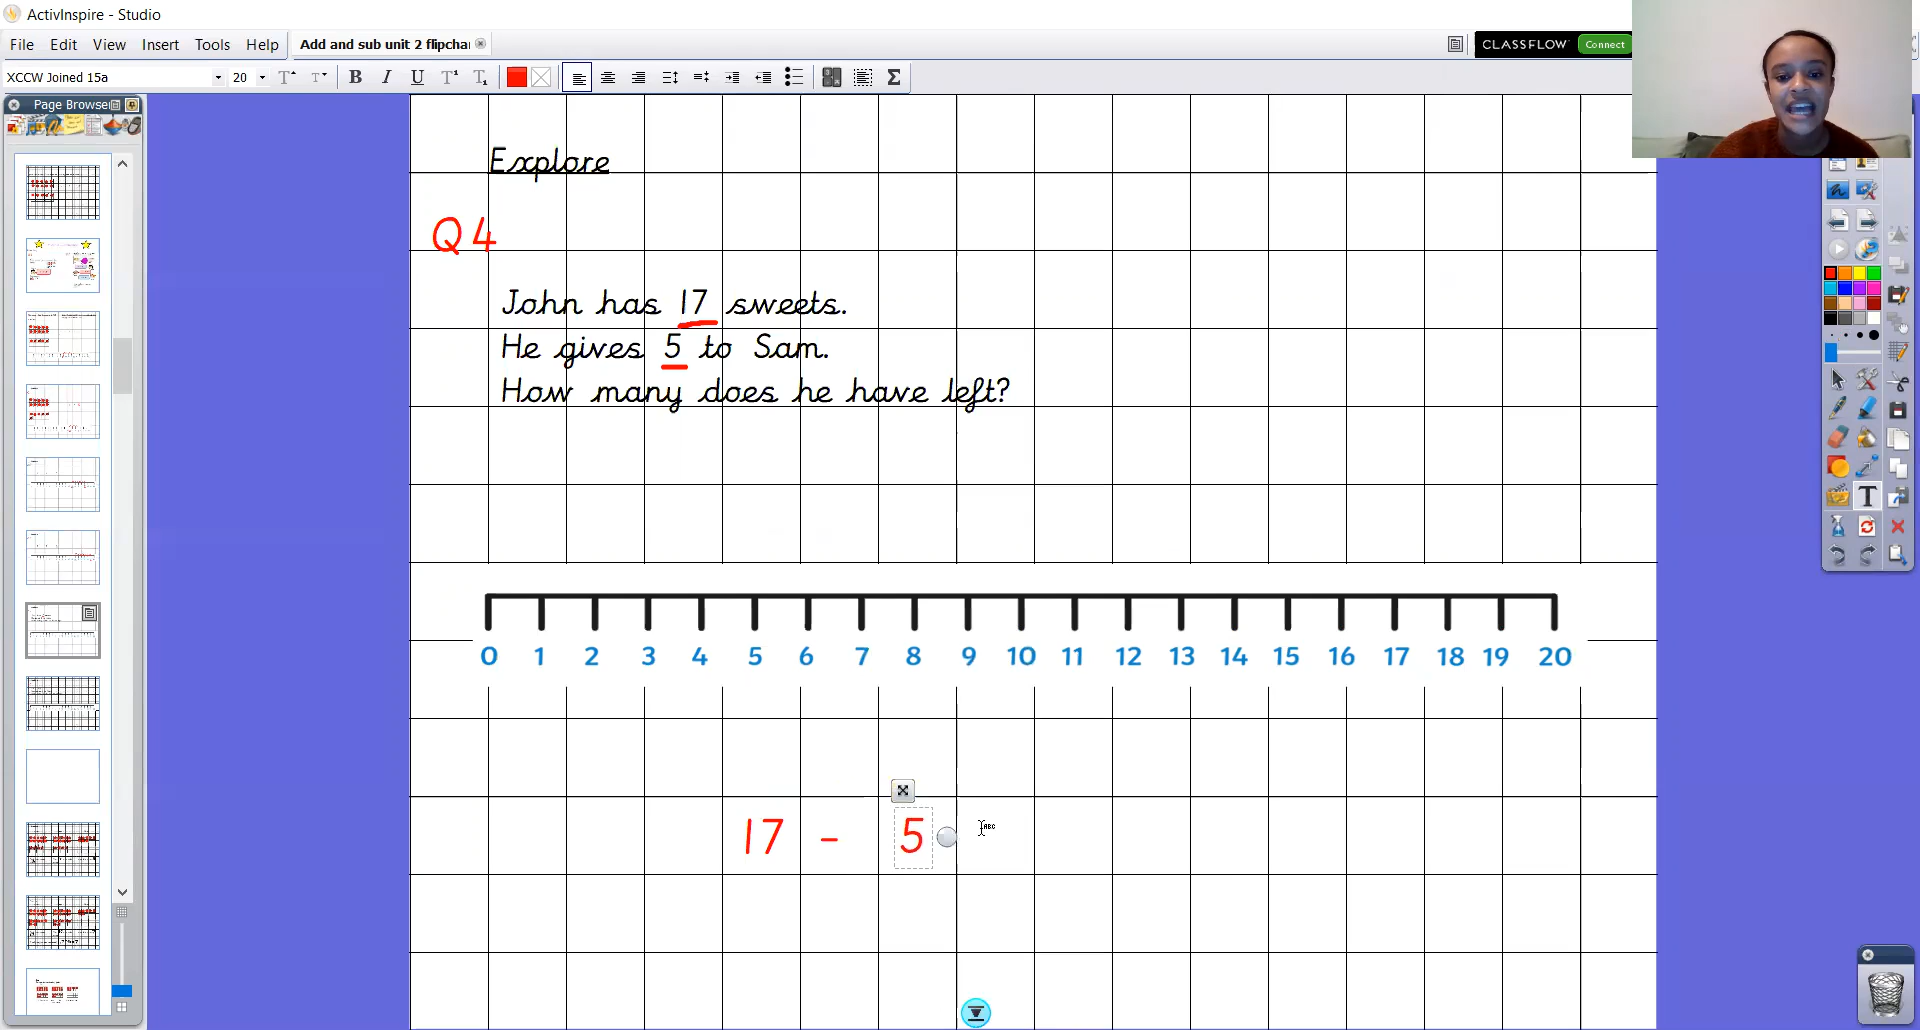 ActivInspire - Studio
File Edit View Insert Tools Help Add and sub unit 2 flipchar
CLASSFLOW Connect
XCCW Joined 15a 20 B I U
Page Browser
Explore
Q4
John has 17 sweets.
He gives 5 to Sam.
How many does he have left?
0 1 2 3 4 5 6 7 8 9 10 11 12 13 14 15 16 17 18 19 20
17 - 5